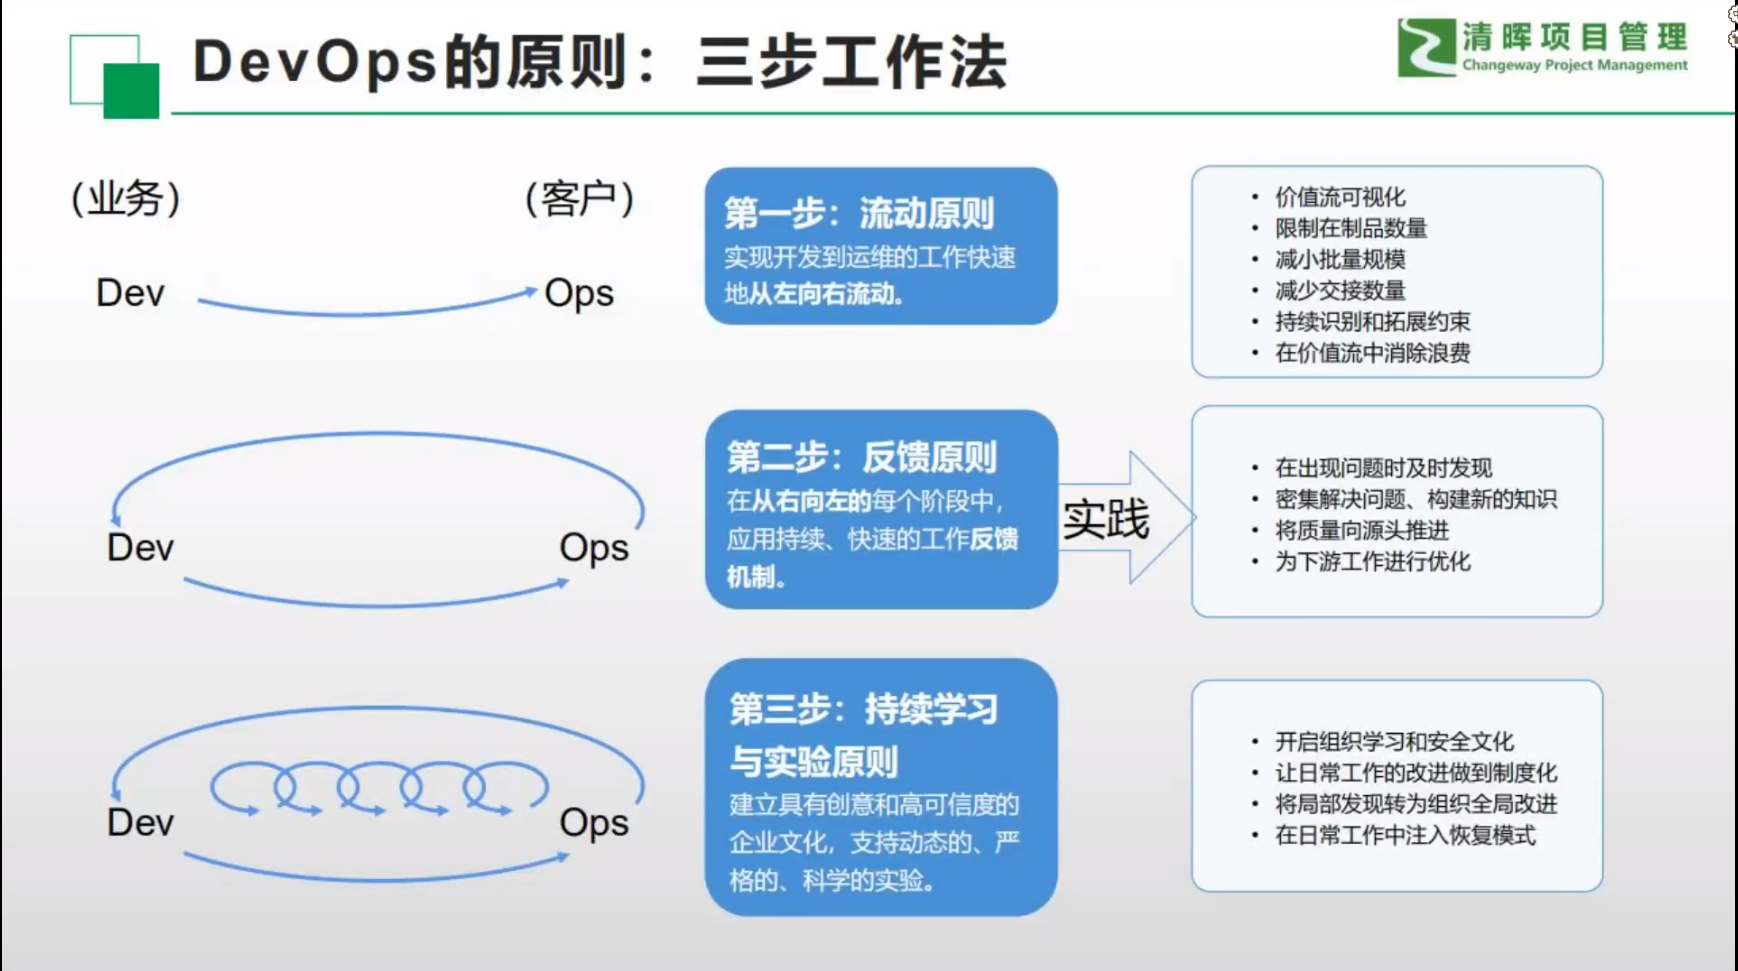 DevOps的原则：三步工作法
清晖项目管理
Changeway Project Management
（业务）
（客户）
Dev
Ops
第一步：流动原则
实现开发到运维的工作快速
地从左向右流动。
• 价值流可视化
• 限制在制品数量
• 减小批量规模
• 减少交接数量
• 持续识别和拓展约束
• 在价值流中消除浪费
Dev
Ops
第二步：反馈原则
在从右向左的每个阶段中，
应用持续、快速的工作反馈
机制。
实践
• 在出现问题时及时发现
• 密集解决问题、构建新的知识
• 将质量向源头推进
• 为下游工作进行优化
Dev
Ops
第三步：持续学习
与实验原则
建立具有创意和高可信度的
企业文化，支持动态的、严
格的、科学的实验。
• 开启组织学习和安全文化
• 让日常工作的改进做到制度化
• 将局部发现转为组织全局改进
• 在日常工作中注入恢复模式